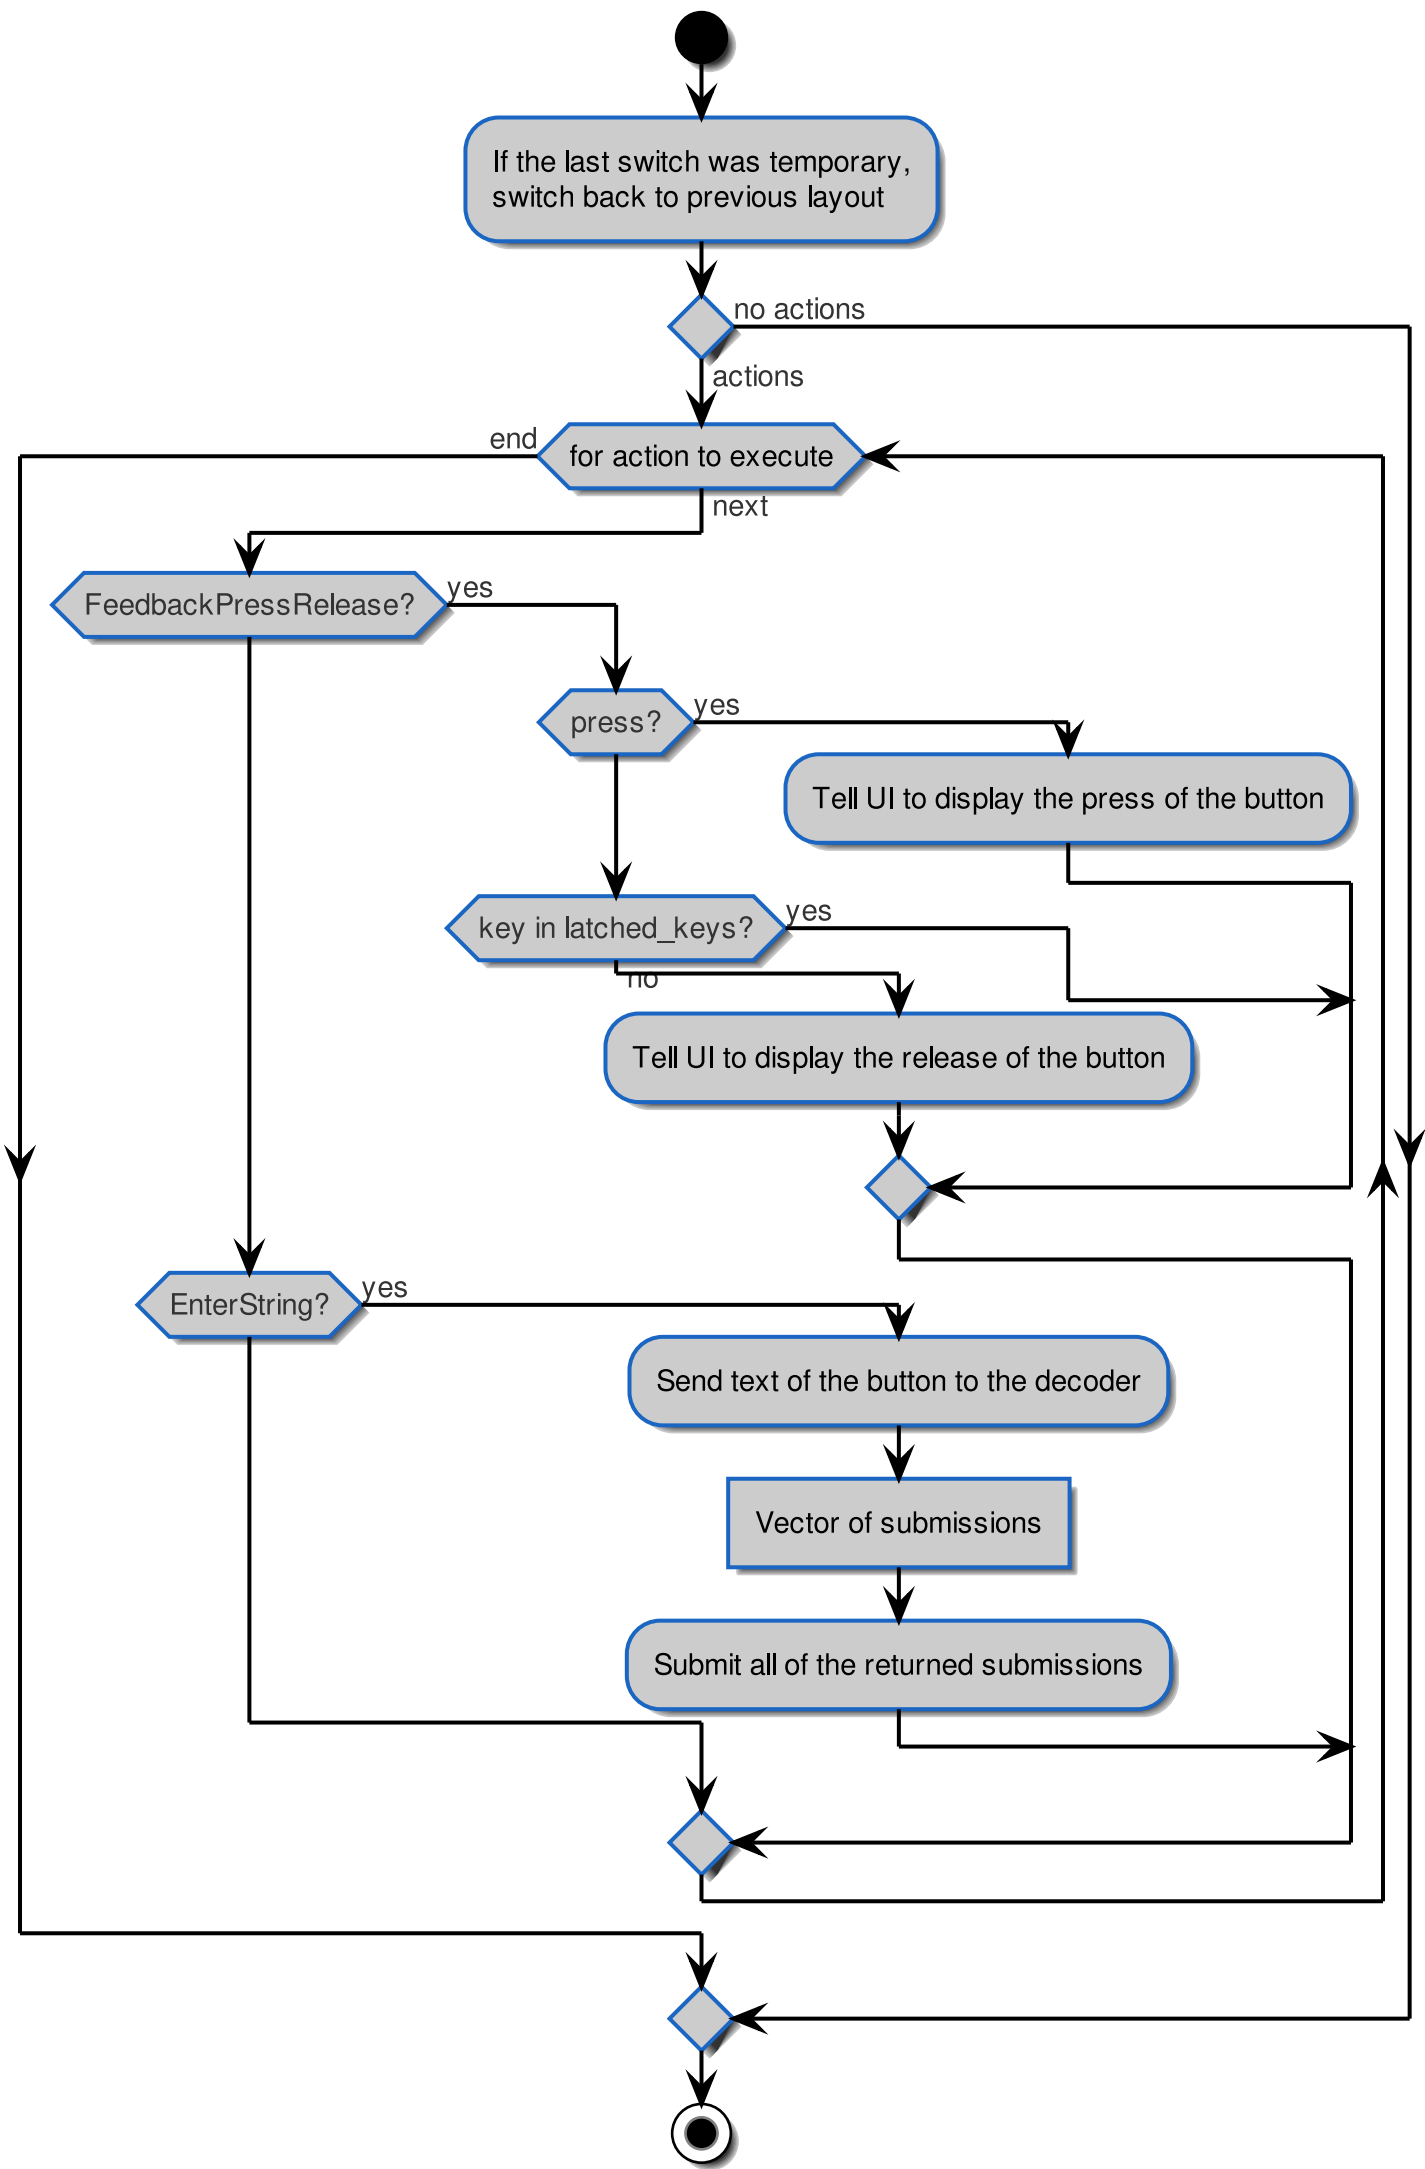 If the last switch was temporary,
switch back to previous layout
no actions
actions
end
for action to execute
next
FeedbackPressRelease?
yes
press?
yes
Tell UI to display the press of the button
key in latched_keys?
yes
no
Tell UI to display the release of the button
EnterString?
yes
Send text of the button to the decoder
Vector of submissions
Submit all of the returned submissions